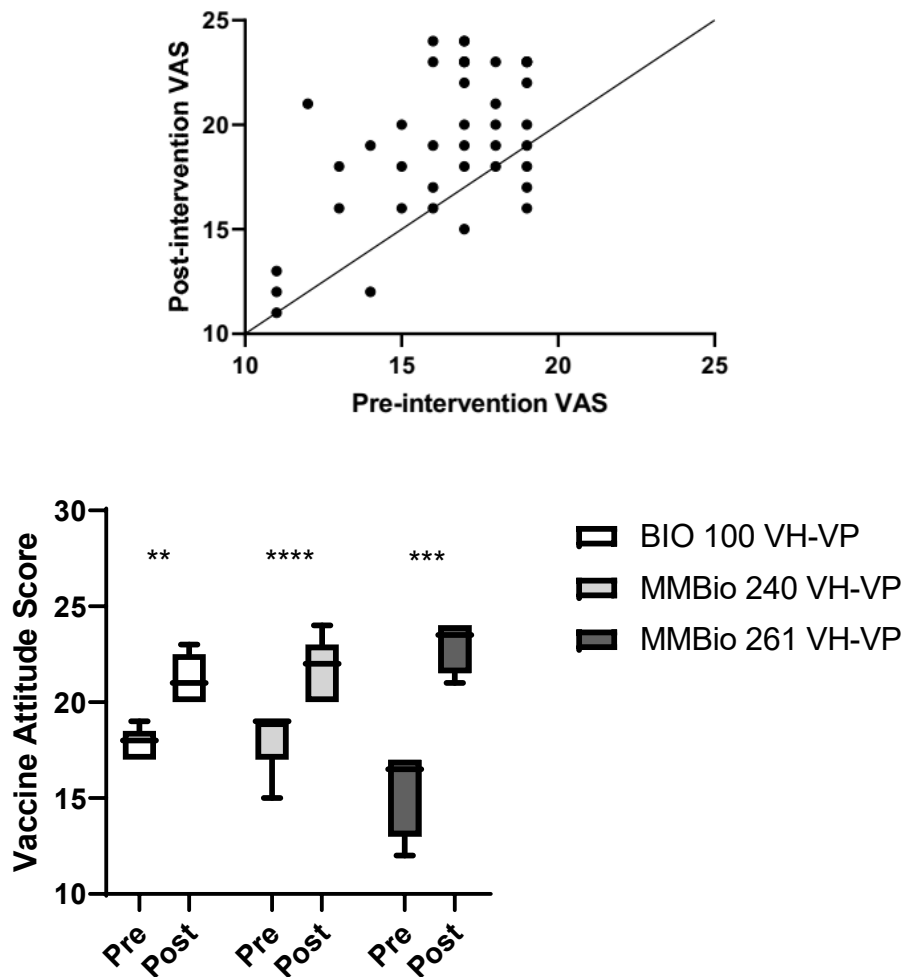 25
20
15
10
Post-intervention VAS
10 15 20 25
Pre-intervention VAS
30
25
20
15
10
Vaccine Attitude Score
** **** ***
Pre Post Pre Post Pre Post
BIO 100 VH-VP
MMBio 240 VH-VP
MMBio 261 VH-VP